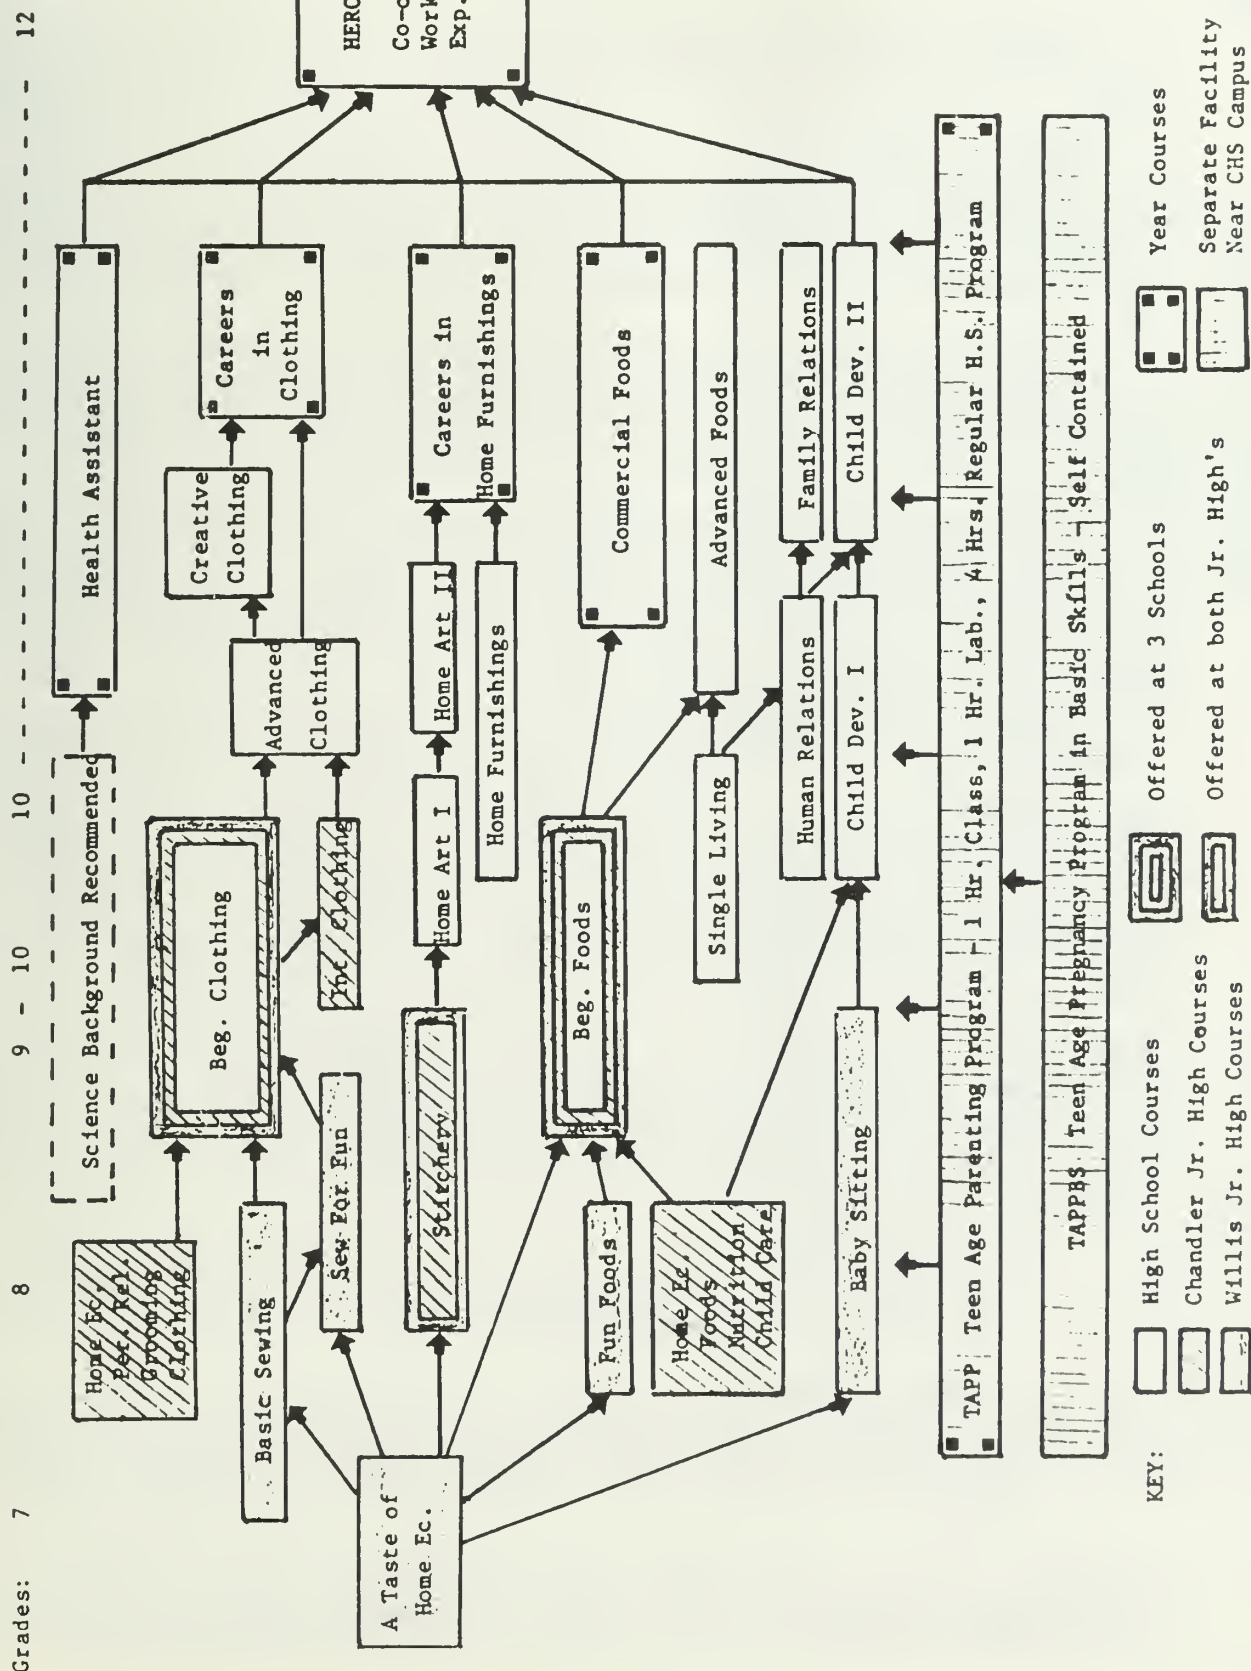 Grades: 7 8 9 - 10 10 - - - - - - - - - - - - 12
Science Background Recommended
Health Assistant
Home Ec.
Per. Rel.
Grooming
Clothing
Beg. Clothing
Creative
Clothing
Careers
in
Clothing
Basic Sewing
Advanced
Clothing
Sew For Fun
Int. Clothing
HERO
Co-o
Work
Exp.
A Taste of
Home Ec.
Stitchery
Home Art I
Home Art II
Careers in
Home Furnishings
Home Furnishings
Beg. Foods
Commercial Foods
Fun Foods
Single Living
Advanced Foods
Home Ec.
Foods
Nutrition
Child Care
Human Relations
Family Relations
Baby Sitting
Child Dev. I
Child Dev. II
TAPP Teen Age Parenting Program - 1 Hr. Class, 1 Hr. Lab., 4 Hrs. Regular H.S. Program
TAPPBS Teen Age Pregnancy Program in Basic Skills - Self Contained
KEY:
High School Courses
Chandler Jr. High Courses
Willis Jr. High Courses
Offered at 3 Schools
Offered at both Jr. High's
Year Courses
Separate Facility
Near CHS Campus